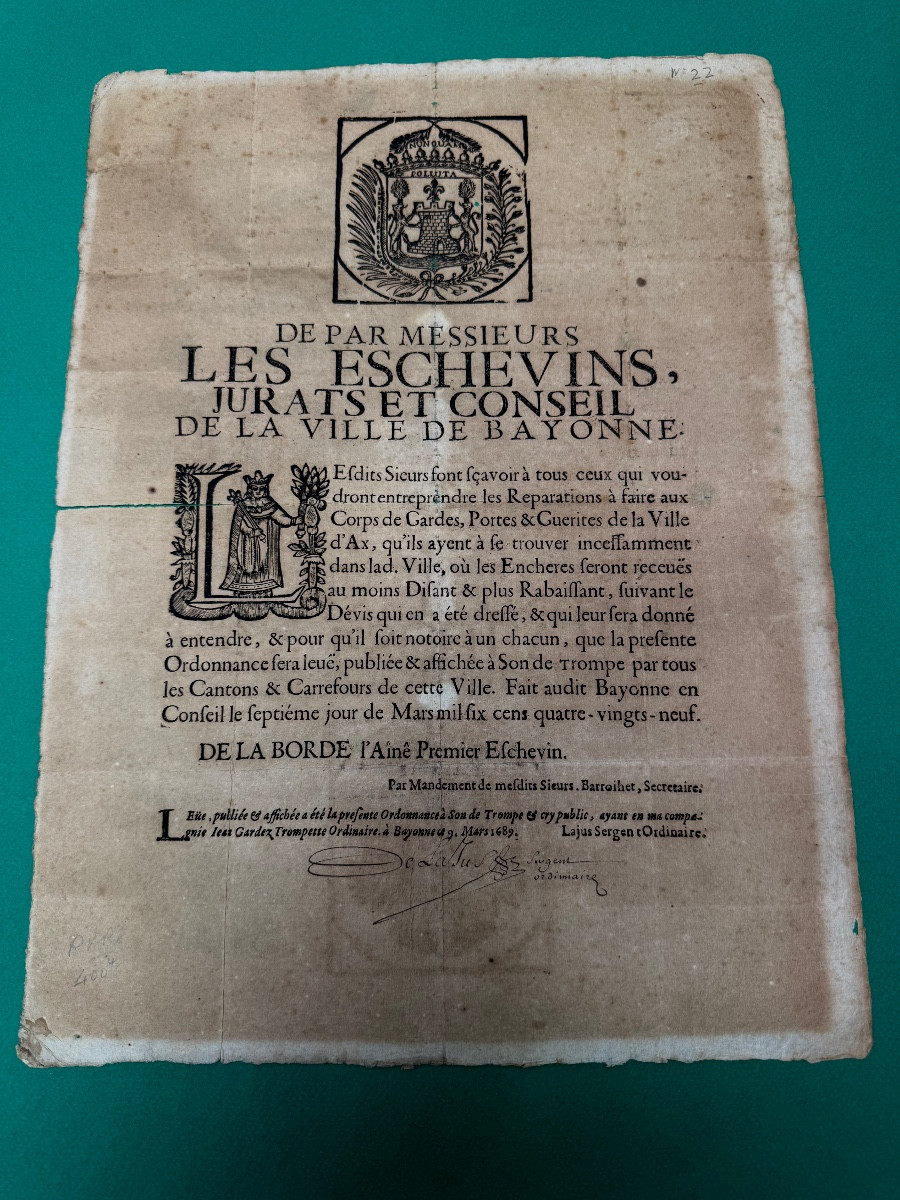 Nº 22
NUNQUAM
POLLUTA
DE PAR MESSIEURS
LES ESCHEVINS,
JURATS ET CONSEIL
DE LA VILLE DE BAYONNE.
LEſdits Sieurs font ſçavoir à tous ceux qui vou-
dront entreprendre les Reparations à faire aux
Corps de Gardes, Portes & Guerites de la Ville
d'Ax, qu'ils ayent à ſe trouver inceſſamment
dans lad. Ville, où les Encheres ſeront receuës
au moins Diſant & plus Rabaiſſant, ſuivant le
Dévis qui en a été dreſſé, & qui leur ſera donné
à entendre, & pour qu'il ſoit notoire à un chacun, que la preſente
Ordonnance ſera leuë, publiée & affichée à Son de Trompe par tous
les Cantons & Carrefours de cette Ville. Fait audit Bayonne en
Conſeil le ſeptiéme jour de Mars mil ſix cens quatre-vingts-neuf.
DE LA BORDE l'Aîné Premier Eſchevin.
Par Mandement de meſdits Sieurs. Barroilhet, Secretaire.
LEüe, publiée & affichée a été la preſente Ordonnance à Son de Trompe & cry public, ayant en ma compa-
gnie Jean Gardez Trompette Ordinaire. à Bayonne le 9. Mars 1689. Lajus Sergent Ordinaire.
De Lajus Sergent
ordinaire